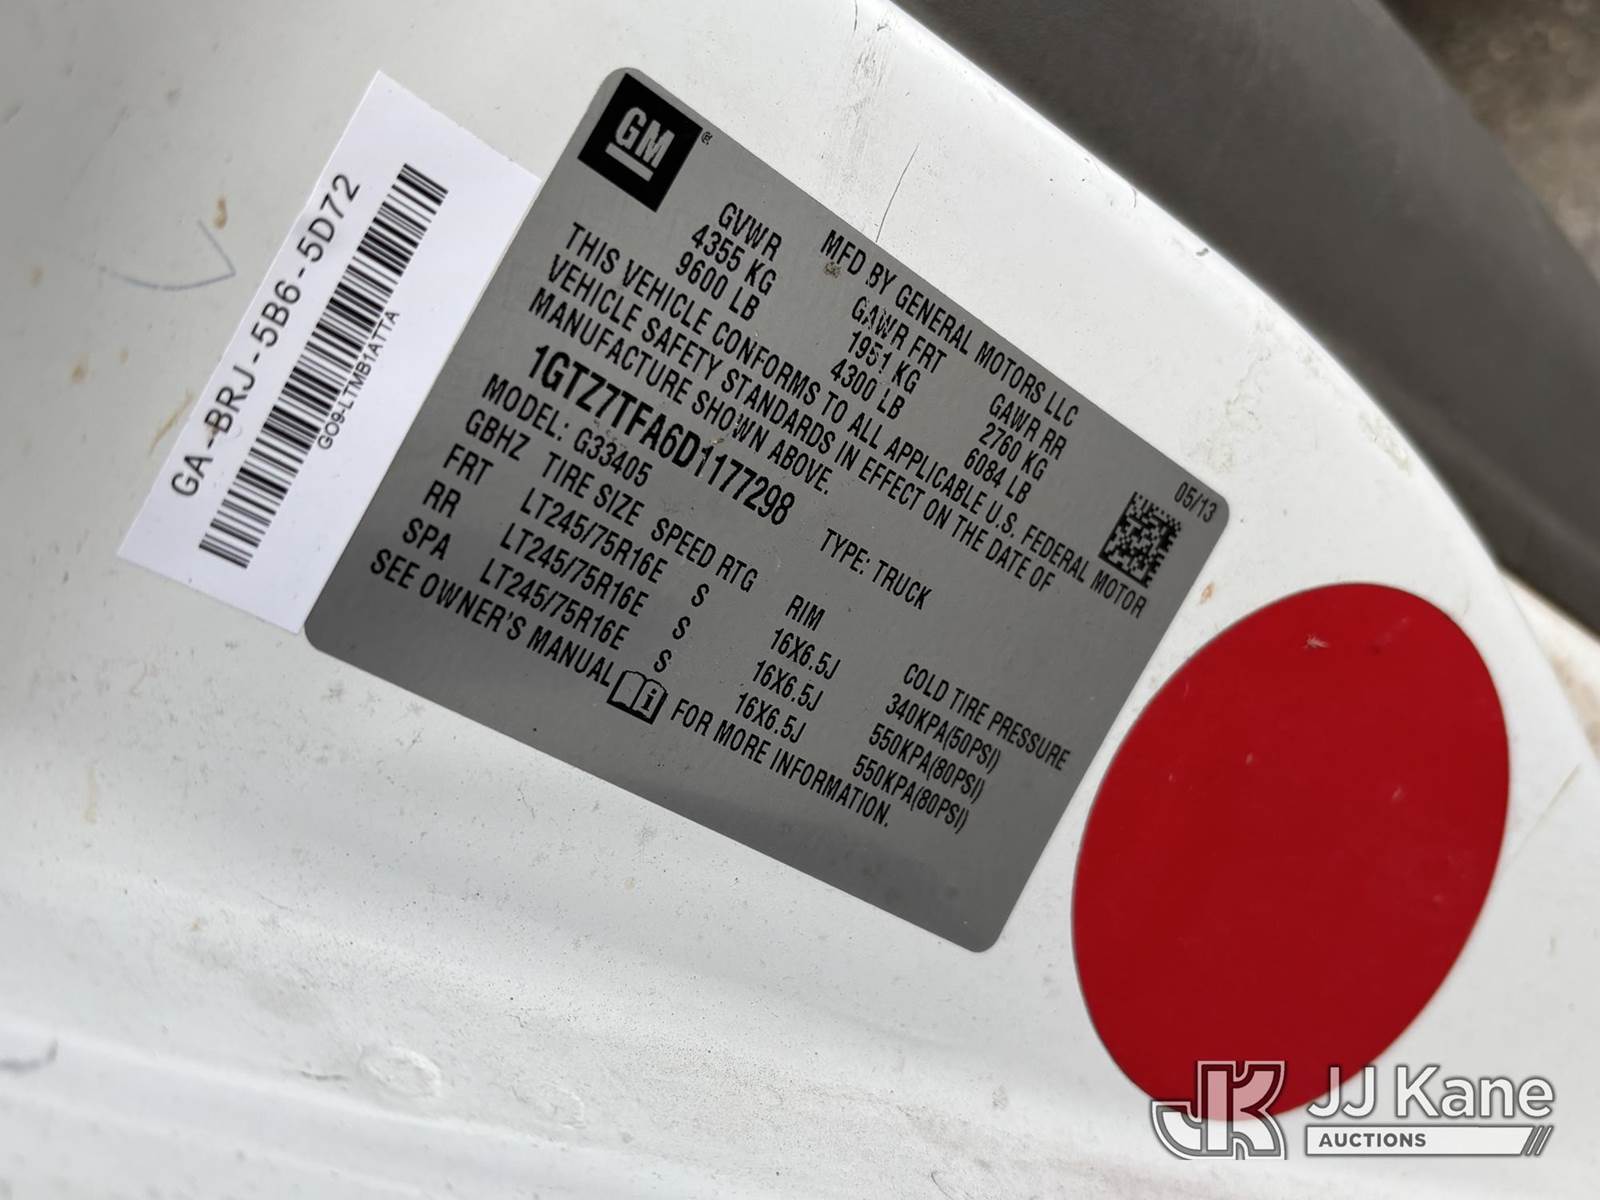 GA-BRJ-5B6-5D72
GO9-LTMB1ATTA
GM
MFD BY GENERAL MOTORS LLC 05/13
GVWR GAWR FRT GAWR RR
4355 KG 1951 KG 2760 KG
9600 LB 4300 LB 6084 LB
THIS VEHICLE CONFORMS TO ALL APPLICABLE U.S. FEDERAL MOTOR
VEHICLE SAFETY STANDARDS IN EFFECT ON THE DATE OF
MANUFACTURE SHOWN ABOVE.
1GTZ7TFA6D1177298 TYPE: TRUCK
MODEL: G33405
GBHZ TIRE SIZE SPEED RTG RIM COLD TIRE PRESSURE
FRT LT245/75R16E S 16X6.5J 340KPA(50PSI)
RR LT245/75R16E S 16X6.5J 550KPA(80PSI)
SPA LT245/75R16E S 16X6.5J 550KPA(80PSI)
SEE OWNER'S MANUAL i FOR MORE INFORMATION.
JK JJ Kane
AUCTIONS